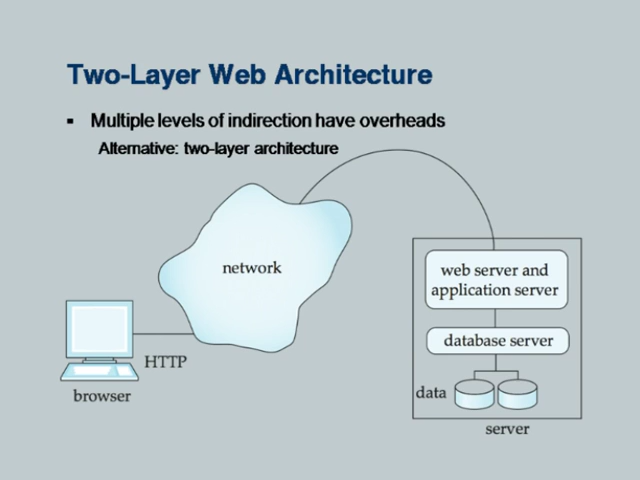 Two-Layer Web Architecture
▪ Multiple levels of indirection have overheads
Alternative: two-layer architecture
network
web server and
application server
database server
HTTP
data
browser
server